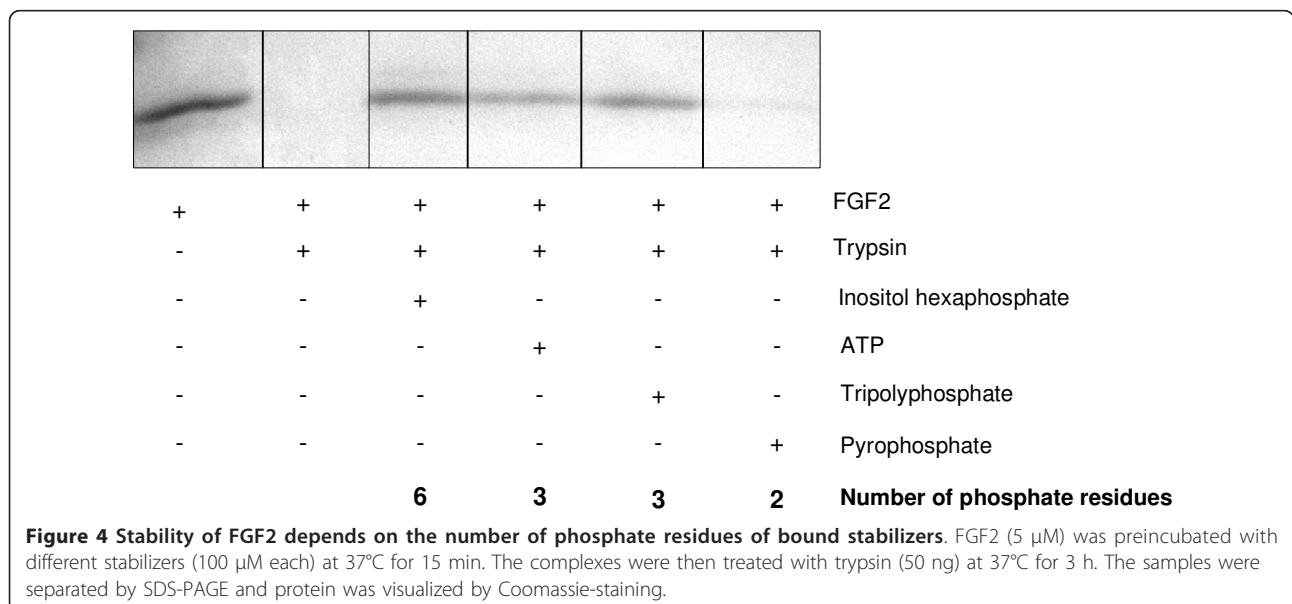 + + + + + + FGF2
- + + + + + Trypsin
- - + - - - Inositol hexaphosphate
- - - + - - ATP
- - - - + - Tripolyphosphate
- - - - - + Pyrophosphate
6 3 3 2 Number of phosphate residues
Figure 4 Stability of FGF2 depends on the number of phosphate residues of bound stabilizers. FGF2 (5 μM) was preincubated with
different stabilizers (100 μM each) at 37°C for 15 min. The complexes were then treated with trypsin (50 ng) at 37°C for 3 h. The samples were
separated by SDS-PAGE and protein was visualized by Coomassie-staining.